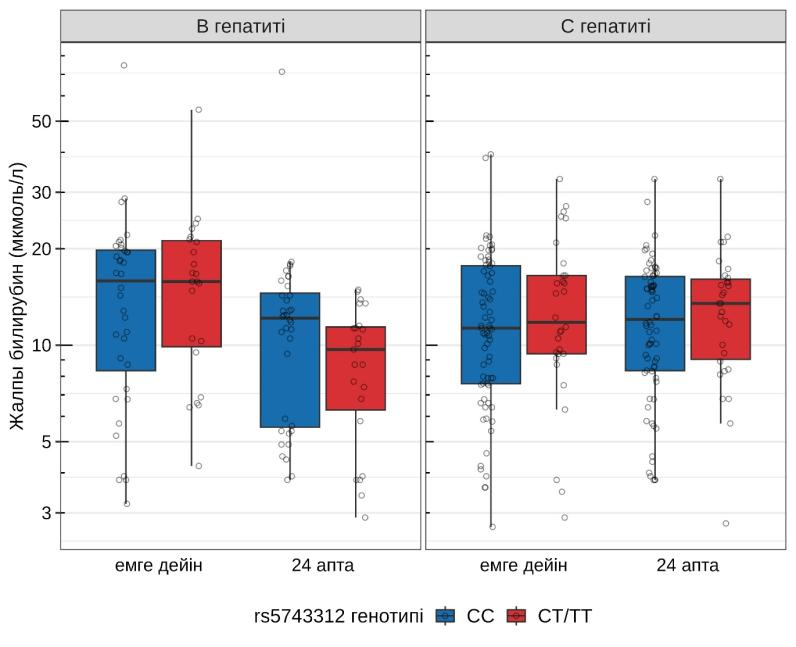 В гепатиті
С гепатиті
Жалпы билирубин (мкмоль/л)
50
30
20
10
5
3
емге дейін
24 апта
емге дейін
24 апта
rs5743312 генотипі CC CT/TT